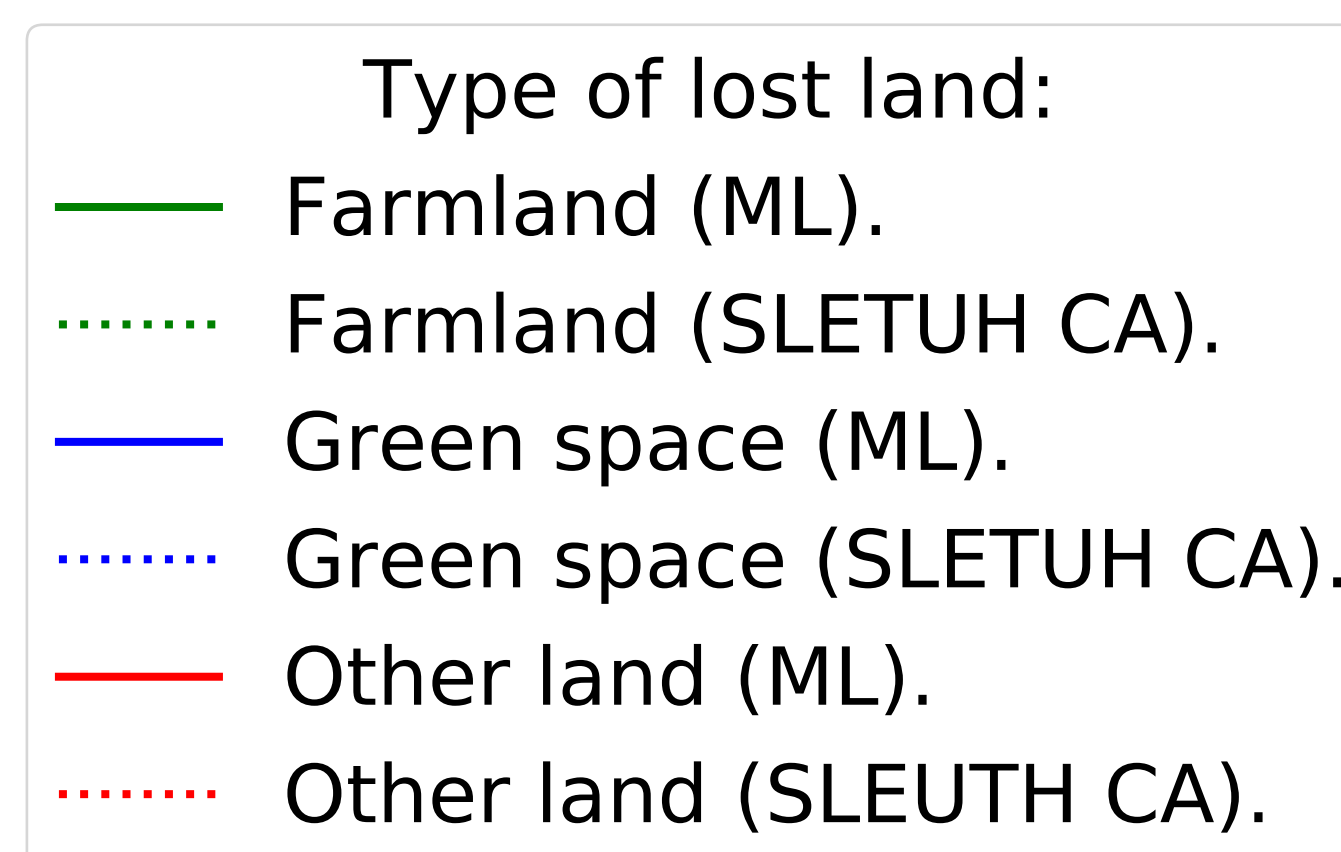 Type of lost land:
Farmland (ML).
Farmland (SLETUH CA).
Green space (ML).
Green space (SLETUH CA).
Other land (ML).
Other land (SLEUTH CA).